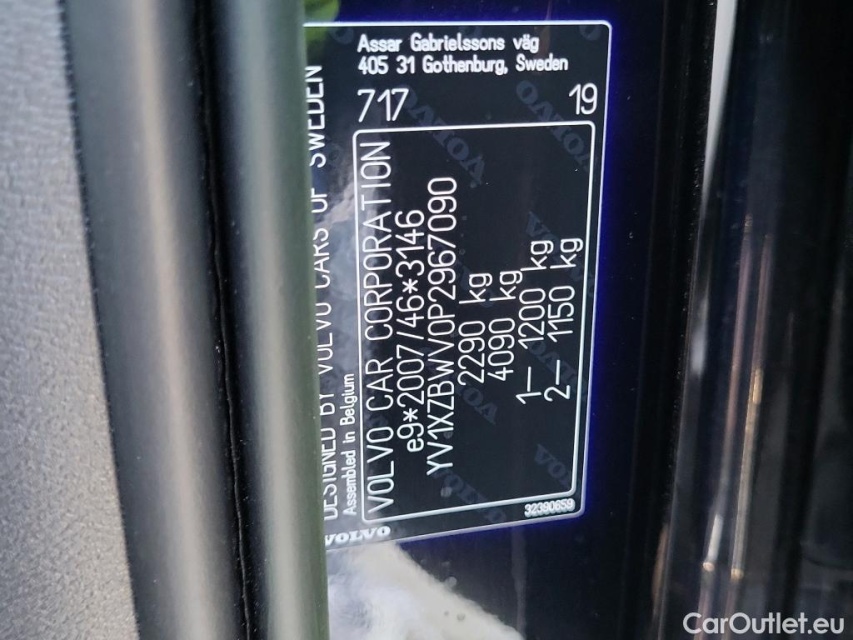 Assar Gabrielssons väg
405 31 Gothenburg, Sweden
717 19
DESIGNED BY VOLVO CARS OF SWEDEN
Assembled in Belgium
VOLVO CAR CORPORATION
e9*2007/46*3146
YV1XZBWV0P2967090
2290 kg
4090 kg
1– 1200 kg
2– 1150 kg
32390659
VOLVO
CarOutlet.eu